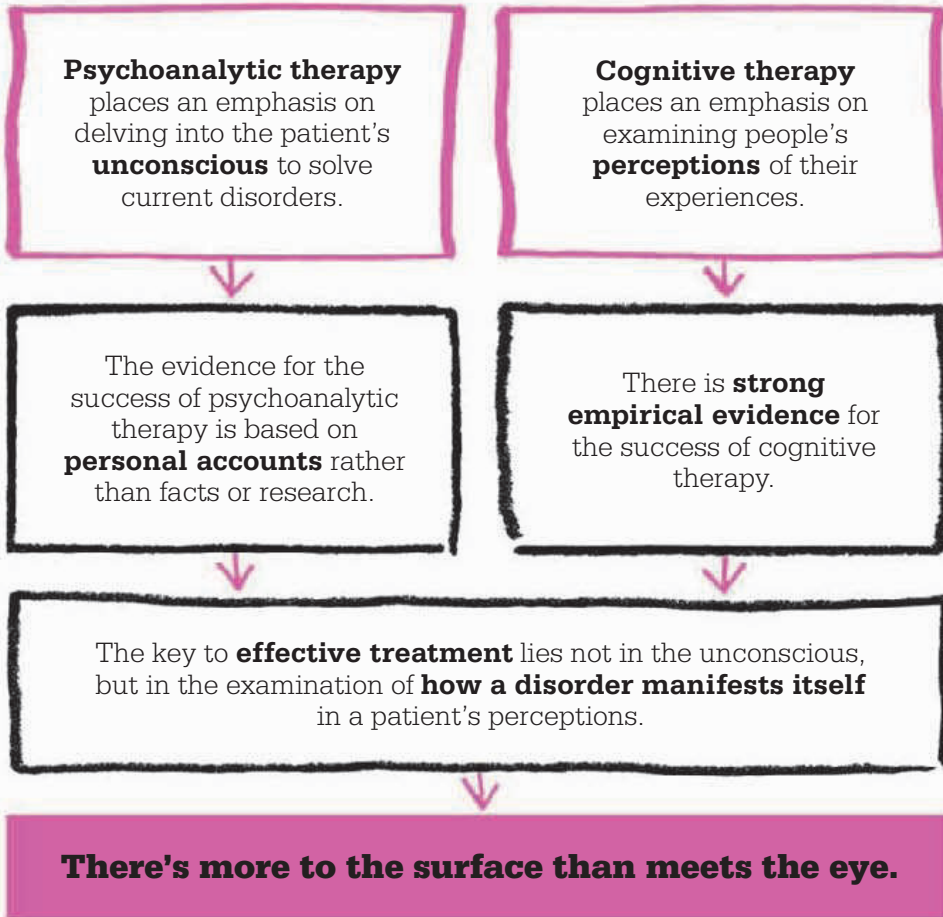 Psychoanalytic therapy
places an emphasis on
delving into the patient’s
unconscious to solve
current disorders.
Cognitive therapy
places an emphasis on
examining people’s
perceptions of their
experiences.
The evidence for the
success of psychoanalytic
therapy is based on
personal accounts rather
than facts or research.
There is strong
empirical evidence for
the success of cognitive
therapy.
The key to effective treatment lies not in the unconscious,
but in the examination of how a disorder manifests itself
in a patient’s perceptions.
There’s more to the surface than meets the eye.